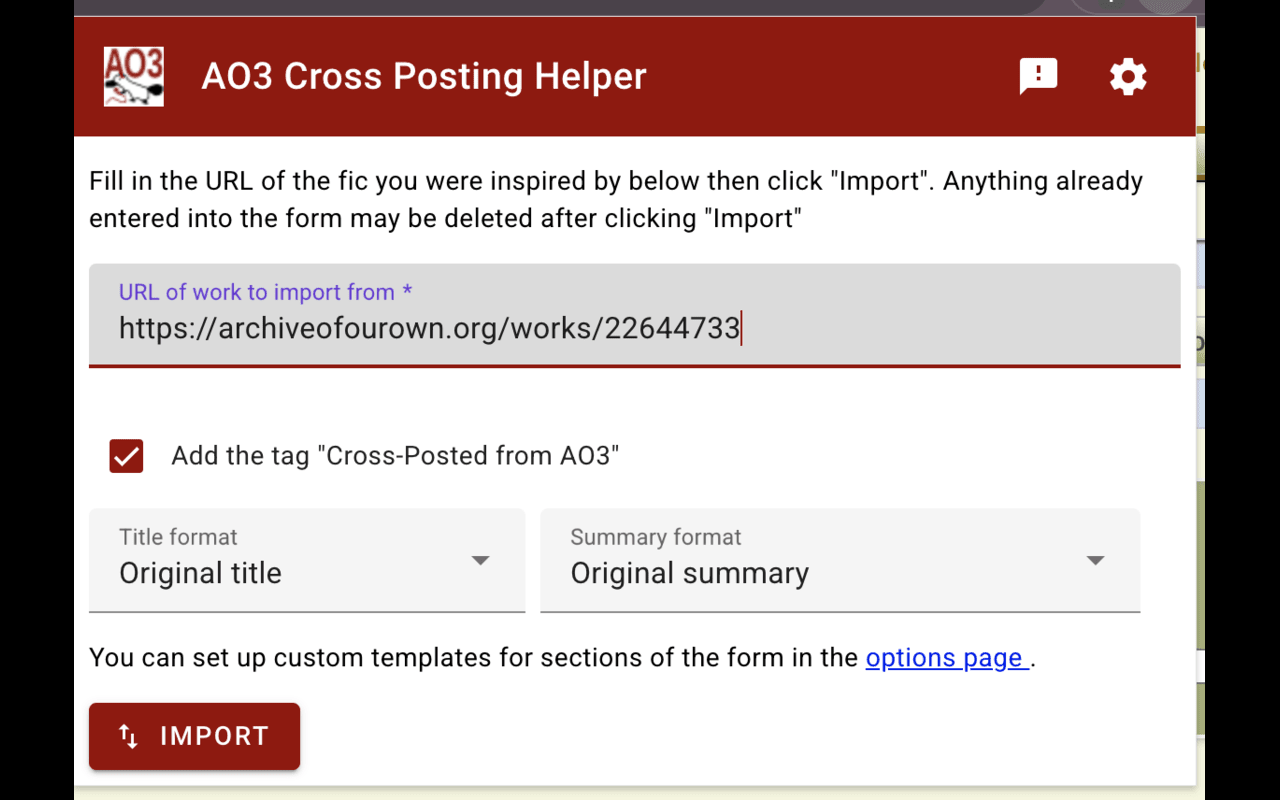 AO3
AO3 Cross Posting Helper
Fill in the URL of the fic you were inspired by below then click "Import". Anything already
entered into the form may be deleted after clicking "Import"
URL of work to import from *
https://archiveofourown.org/works/22644733
Add the tag "Cross-Posted from AO3"
Title format
Original title
Summary format
Original summary
You can set up custom templates for sections of the form in the options page .
IMPORT